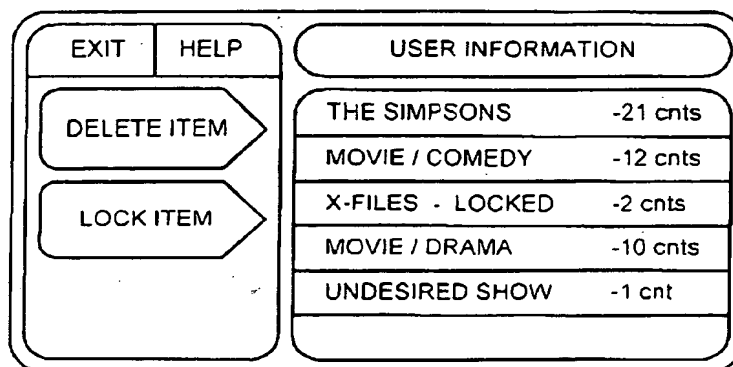 EXIT HELP USER INFORMATION
DELETE ITEM
LOCK ITEM
THE SIMPSONS -21 cnts
MOVIE / COMEDY -12 cnts
X-FILES - LOCKED -2 cnts
MOVIE / DRAMA -10 cnts
UNDESIRED SHOW -1 cnt